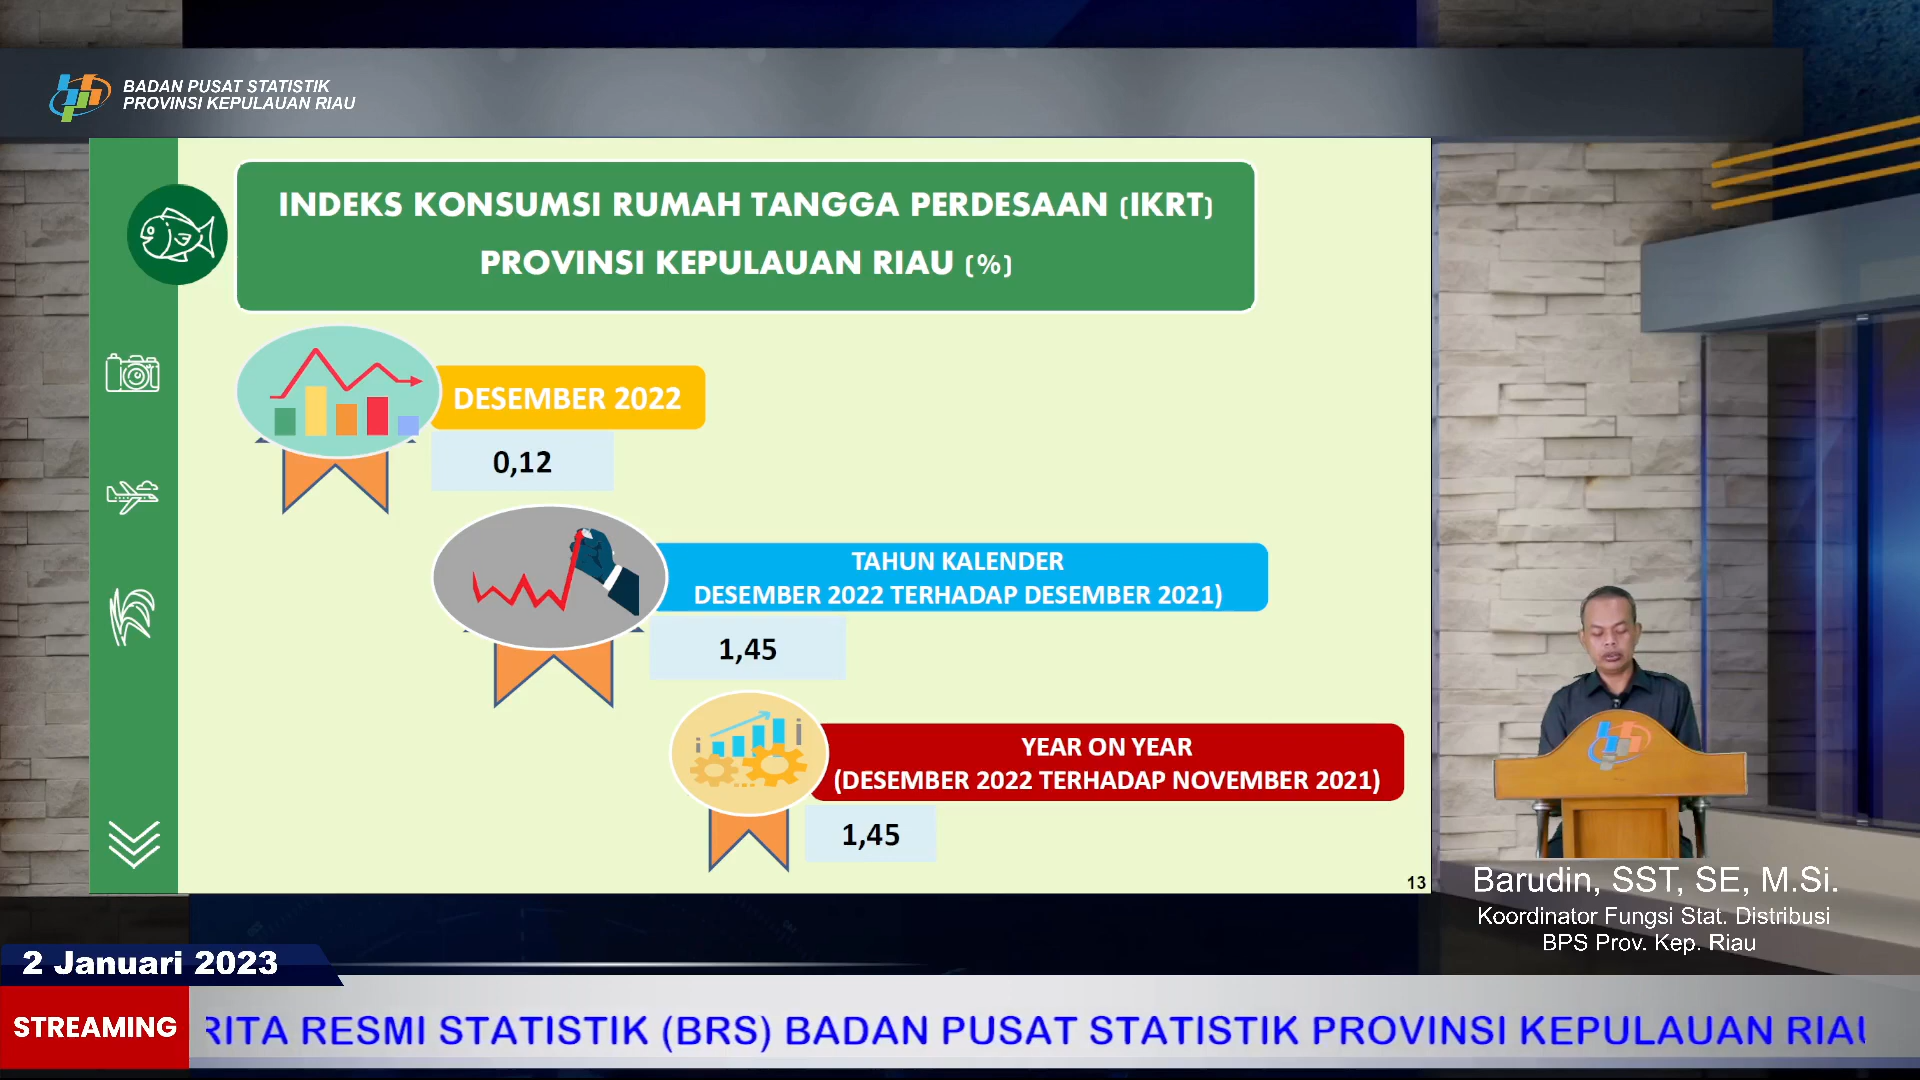 BADAN PUSAT STATISTIK
PROVINSI KEPULAUAN RIAU
INDEKS KONSUMSI RUMAH TANGGA PERDESAAN (IKRT)
PROVINSI KEPULAUAN RIAU (%)
DESEMBER 2022
0,12
TAHUN KALENDER
DESEMBER 2022 TERHADAP DESEMBER 2021)
1,45
YEAR ON YEAR
(DESEMBER 2022 TERHADAP NOVEMBER 2021)
1,45
13
Barudin, SST, SE, M.Si.
Koordinator Fungsi Stat. Distribusi
BPS Prov. Kep. Riau
2 Januari 2023
STREAMING
RITA RESMI STATISTIK (BRS) BADAN PUSAT STATISTIK PROVINSI KEPULAUAN RIAU